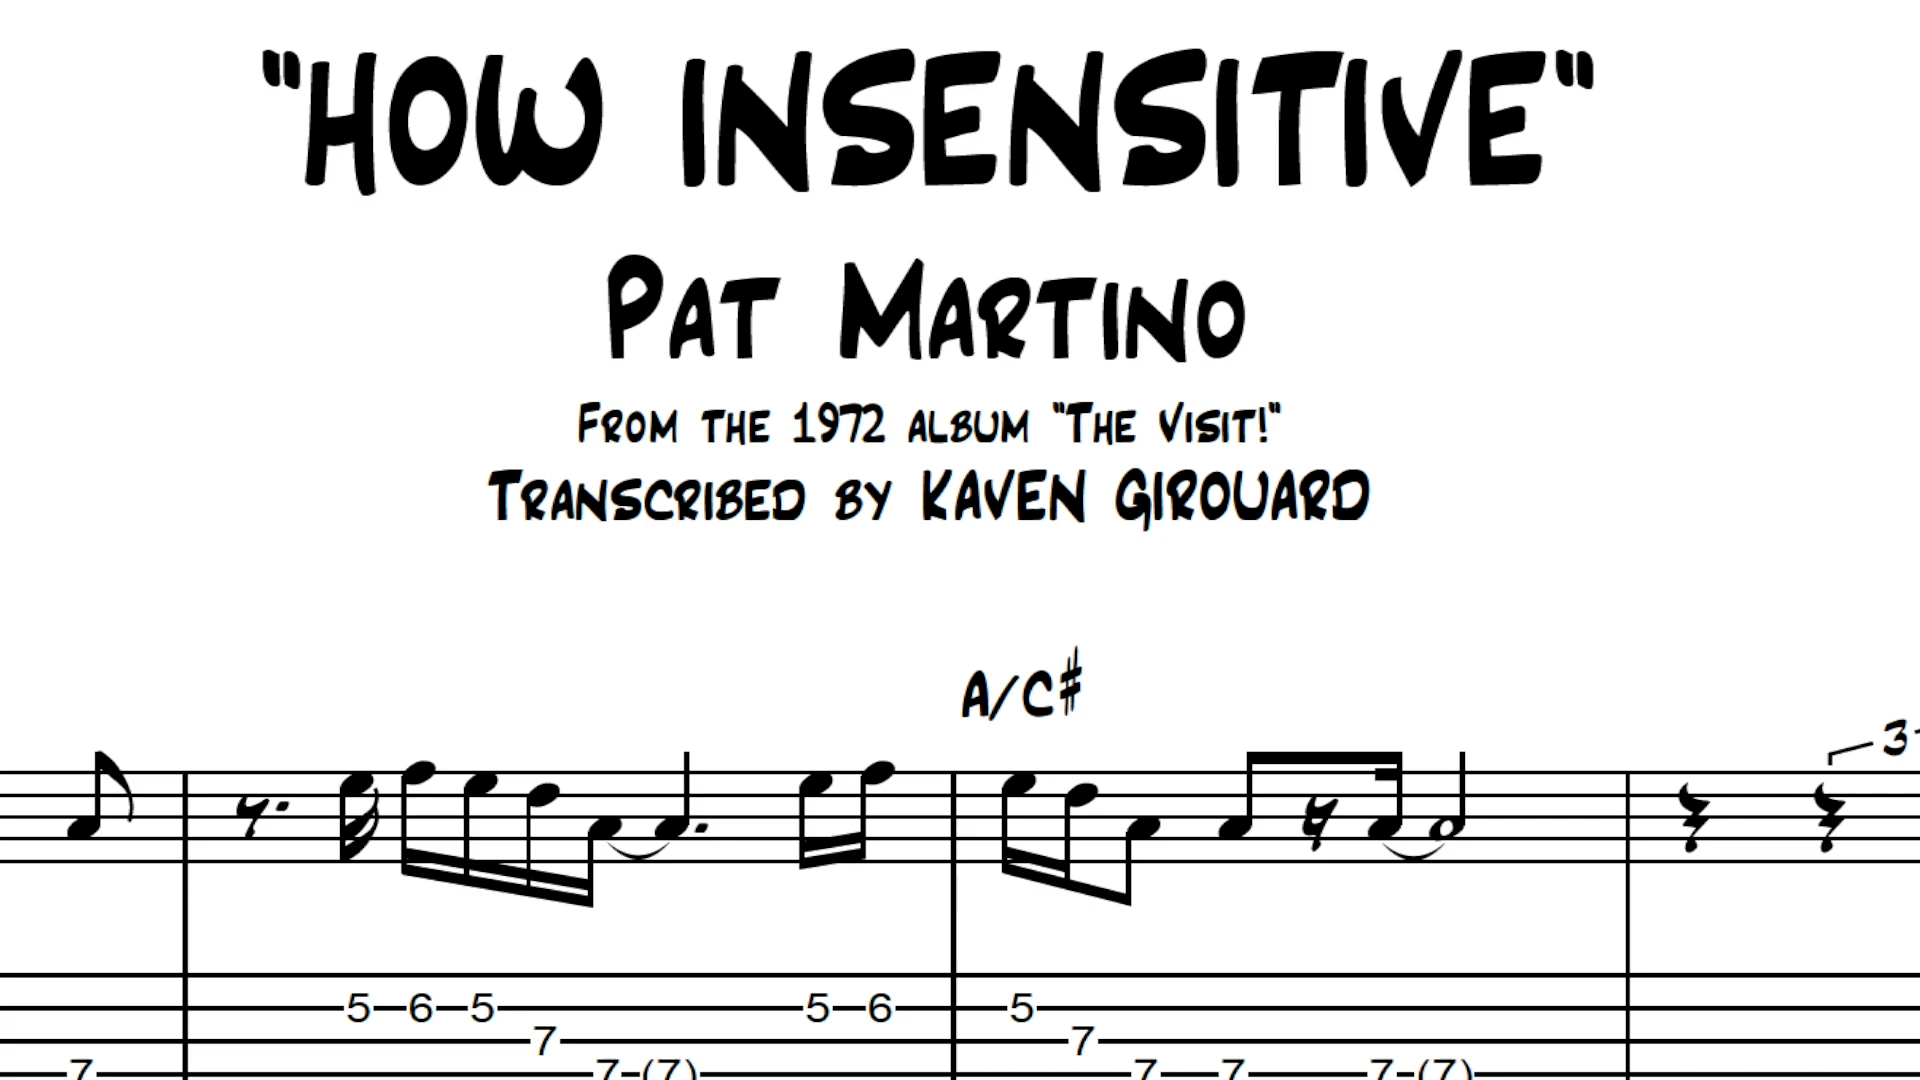 "HOW INSENSITIVE"
PAT MARTINO
FROM THE 1972 ALBUM "THE VISIT!"
TRANSCRIBED BY KAVEN GIROUARD
A/C#
3
5 6 5 5 6 5
7 7
7 7 (7) 7 7 7 (7)